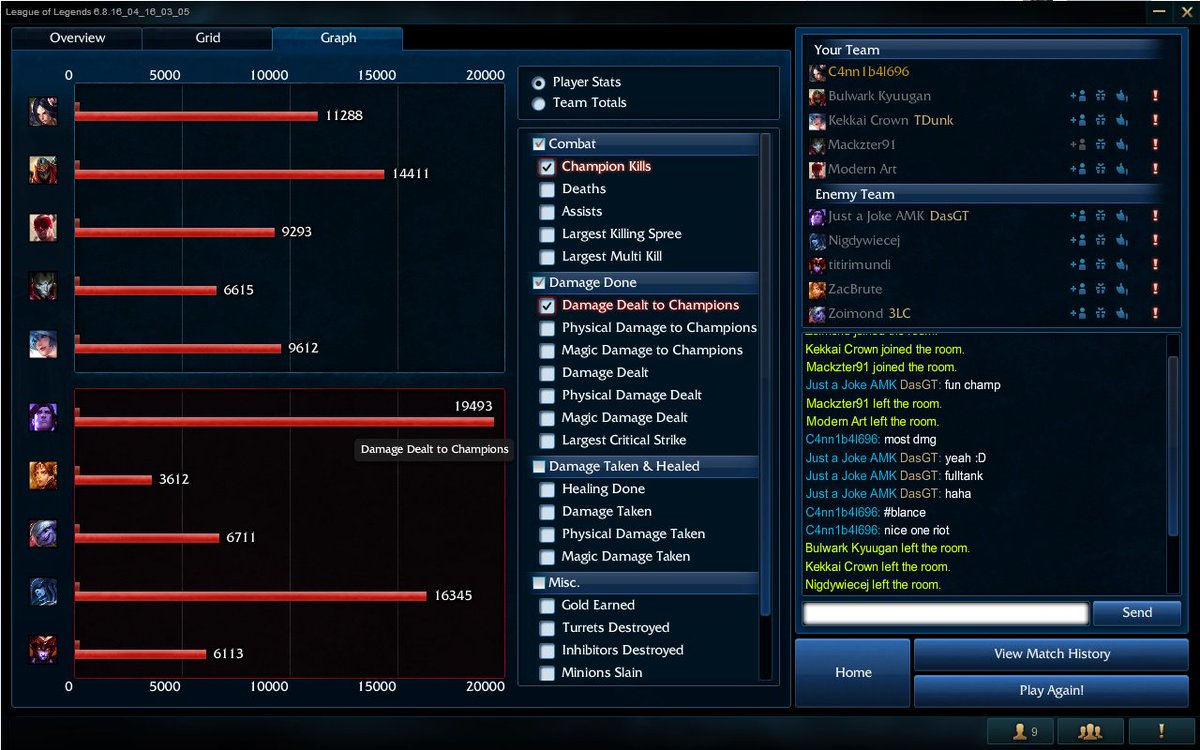 League of Legends 6.8.16_04_16_03_05
Overview
Grid
Graph
0 5000 10000 15000 20000
11288
14411
9293
6615
9612
19493
Damage Dealt to Champions
3612
6711
16345
6113
0 5000 10000 15000 20000
Player Stats
Team Totals
Combat
Champion Kills
Deaths
Assists
Largest Killing Spree
Largest Multi Kill
Damage Done
Damage Dealt to Champions
Physical Damage to Champions
Magic Damage to Champions
Damage Dealt
Physical Damage Dealt
Magic Damage Dealt
Largest Critical Strike
Damage Taken & Healed
Healing Done
Damage Taken
Physical Damage Taken
Magic Damage Taken
Misc.
Gold Earned
Turrets Destroyed
Inhibitors Destroyed
Minions Slain
Your Team
C4nn1b4l696
Bulwark Kyuugan
Kekkai Crown TDunk
Mackzter91
Modern Art
Enemy Team
Just a Joke AMK DasGT
Nigdywiecej
titirimundi
ZacBrute
Zoimond 3LC
Zoimond joined the room.
Kekkai Crown joined the room.
Mackzter91 joined the room.
Just a Joke AMK DasGT: fun champ
Mackzter91 left the room.
Modern Art left the room.
C4nn1b4l696: most dmg
Just a Joke AMK DasGT: yeah :D
Just a Joke AMK DasGT: fulltank
Just a Joke AMK DasGT: haha
C4nn1b4l696: #blance
C4nn1b4l696: nice one riot
Bulwark Kyuugan left the room.
Kekkai Crown left the room.
Nigdywiecej left the room.
Send
Home
View Match History
Play Again!
9